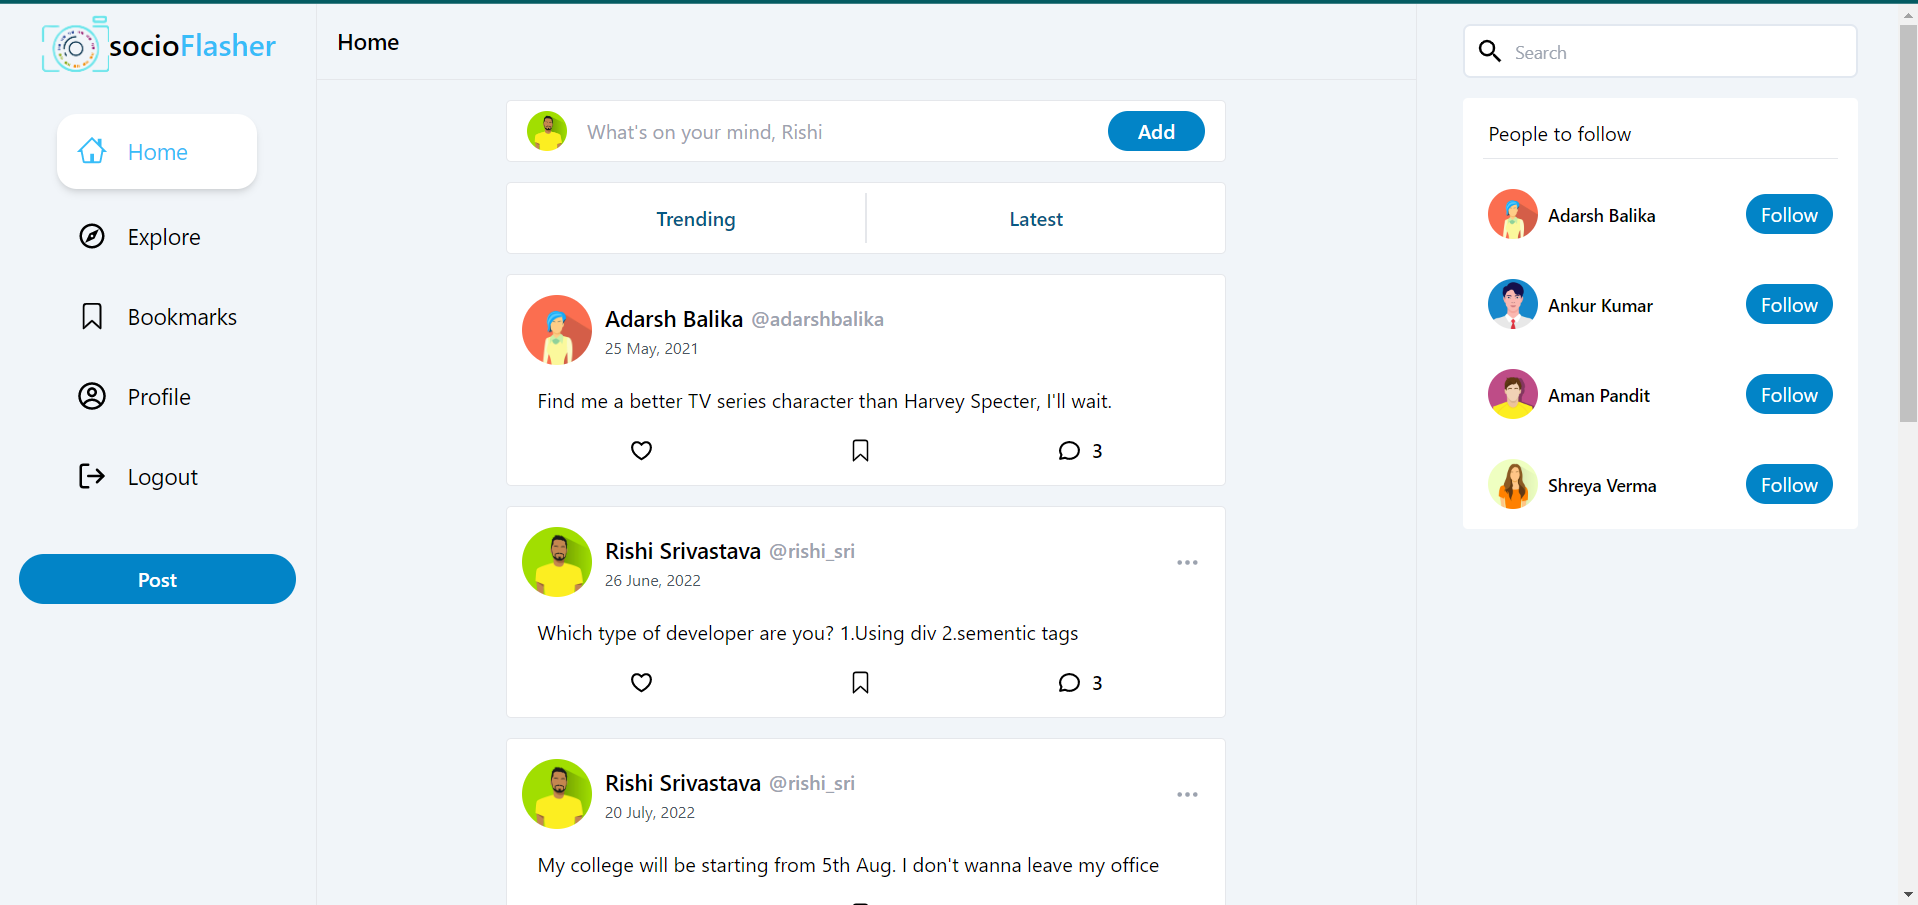 socioFlasher
Home
Explore
Bookmarks
Profile
Logout
Post
Home
What's on your mind, Rishi
Add
Trending
Latest
Adarsh Balika @adarshbalika
25 May, 2021
Find me a better TV series character than Harvey Specter, I'll wait.
3
Rishi Srivastava @rishi_sri
26 June, 2022
Which type of developer are you? 1.Using div 2.sementic tags
3
Rishi Srivastava @rishi_sri
20 July, 2022
My college will be starting from 5th Aug. I don't wanna leave my office
Search
People to follow
Adarsh Balika Follow
Ankur Kumar Follow
Aman Pandit Follow
Shreya Verma Follow